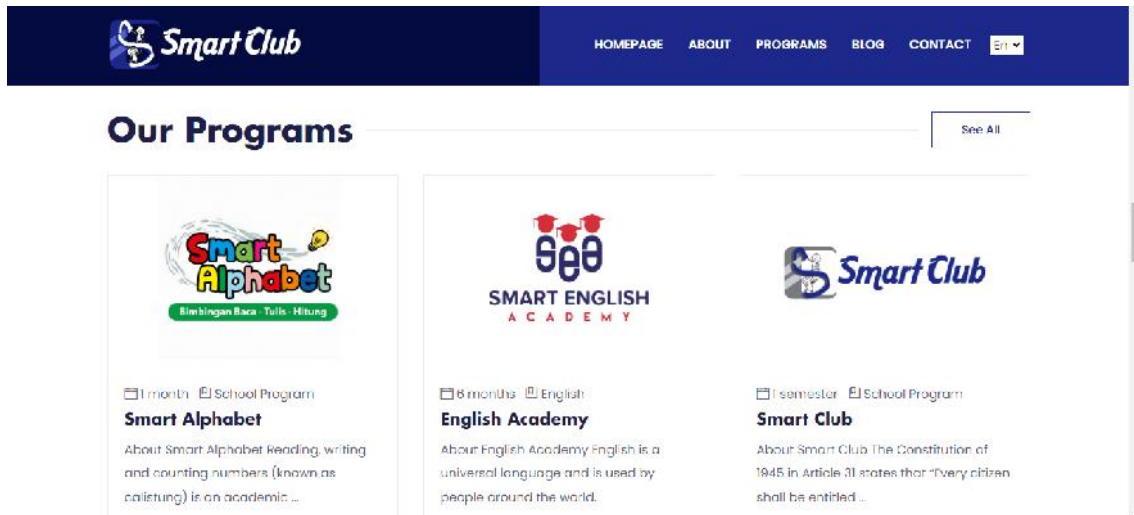 Smart Club
HOMEPAGE ABOUT PROGRAMS BLOG CONTACT En
Our Programs
See All
Smart
Alphabet
Bimbingan Baca - Tulis - Hitung
1 month School Program
Smart Alphabet
About Smart Alphabet Reading, writing
and counting numbers (known as
calistung) is an academic ...
SEA
SMART ENGLISH
ACADEMY
6 months English
English Academy
About English Academy English is a
universal language and is used by
people around the world.
Smart Club
1 semester School Program
Smart Club
About Smart Club The Constitution of
1945 in Article 31 states that “Every citizen
shall be entitled ...